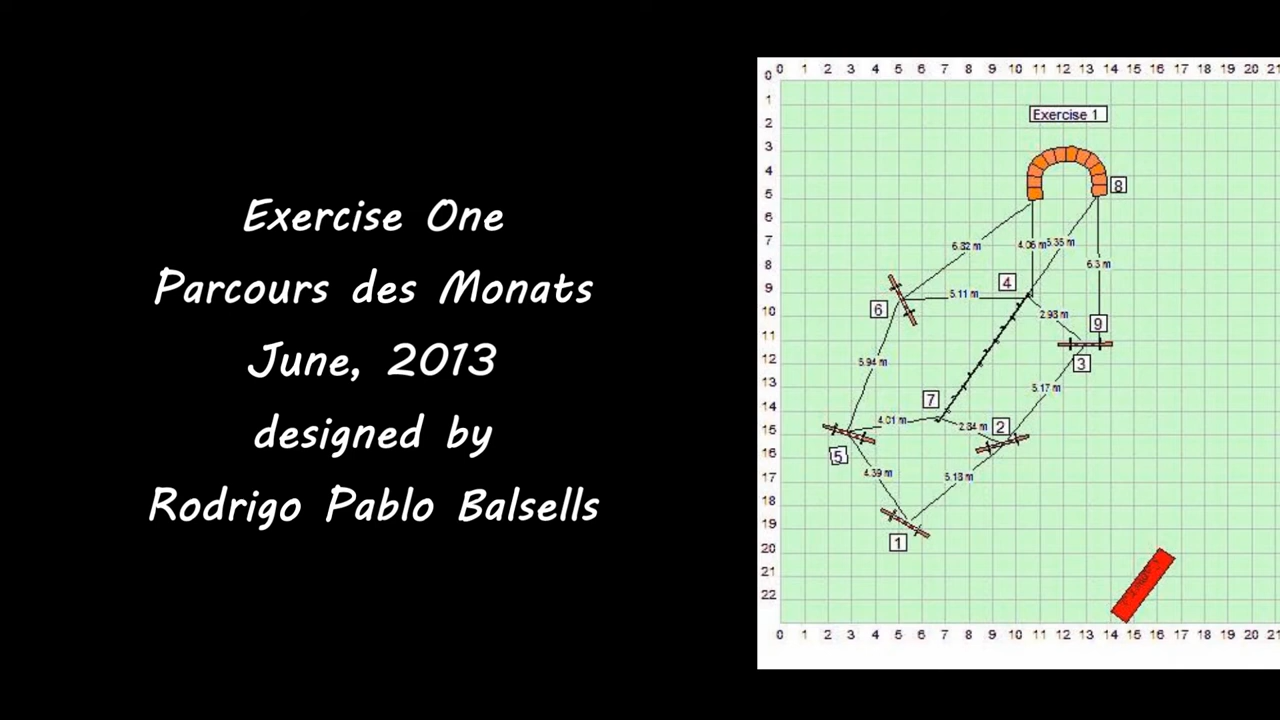 Exercise One
Parcours des Monats
June, 2013
designed by
Rodrigo Pablo Balsells
0 1 2 3 4 5 6 7 8 9 10 11 12 13 14 15 16 17 18 19 20 21
0
1
Exercise 1
2
3
4
8
5
6
7
6.32 m 4.06 m 5.35 m
8
6.3 m
9
4
5.11 m
10
6
2.93 m
9
11
12
5.94 m
3
13
5.17 m
14
7
15
4.01 m
2.84 m
2
16
5
17
4.39 m
5.13 m
18
19
1
20
21
22
0 1 2 3 4 5 6 7 8 9 10 11 12 13 14 15 16 17 18 19 20 21